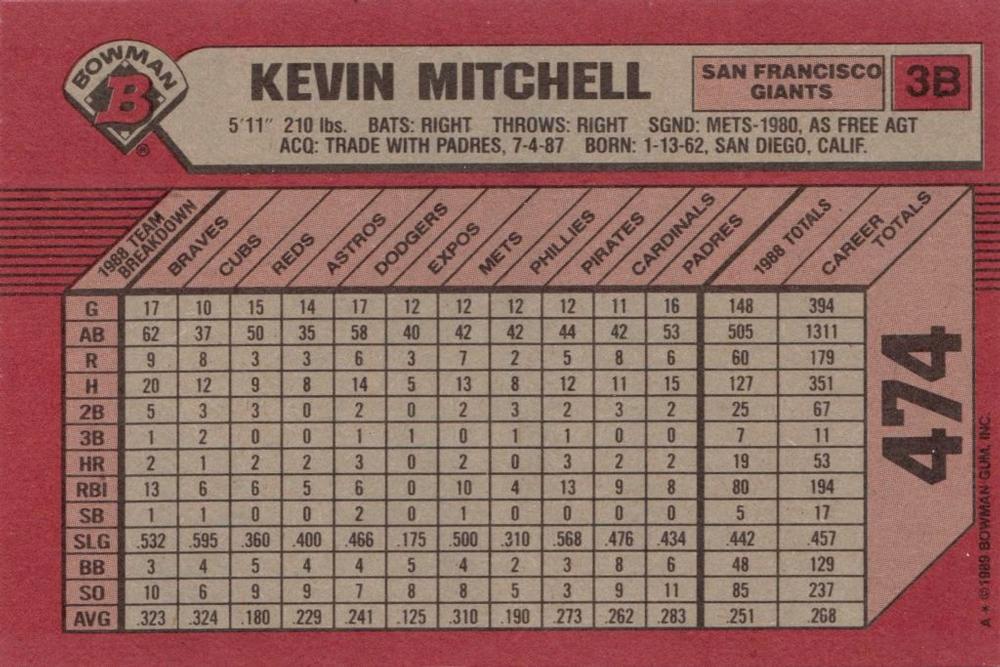 BOWMAN
B
KEVIN MITCHELL
SAN FRANCISCO
GIANTS
3B
5'11" 210 lbs. BATS: RIGHT THROWS: RIGHT SGND: METS-1980, AS FREE AGT
ACQ: TRADE WITH PADRES, 7-4-87 BORN: 1-13-62, SAN DIEGO, CALIF.
1988 TEAM BREAKDOWN BRAVES CUBS REDS ASTROS DODGERS EXPOS METS PHILLIES PIRATES CARDINALS PADRES 1988 TOTALS CAREER TOTALS
G 17 10 15 14 17 12 12 12 12 11 16 148 394
AB 62 37 50 35 58 40 42 42 44 42 53 505 1311
R 9 8 3 3 6 3 7 2 5 8 6 60 179
H 20 12 9 8 14 5 13 8 12 11 15 127 351
2B 5 3 3 0 2 0 2 3 2 3 2 25 67
3B 1 2 0 0 1 1 0 1 1 0 0 7 11
HR 2 1 2 2 3 0 2 0 3 2 2 19 53
RBI 13 6 6 5 6 0 10 4 13 9 8 80 194
SB 1 1 0 0 2 0 1 0 0 0 0 5 17
SLG .532 .595 .360 .400 .466 .175 .500 .310 .568 .476 .434 .442 .457
BB 3 4 5 4 4 5 4 2 3 8 6 48 129
SO 10 6 9 9 7 8 8 5 3 9 11 85 237
AVG .323 .324 .180 .229 .241 .125 .310 .190 .273 .262 .283 .251 .268
474
A * ©1989 BOWMAN GUM, INC.